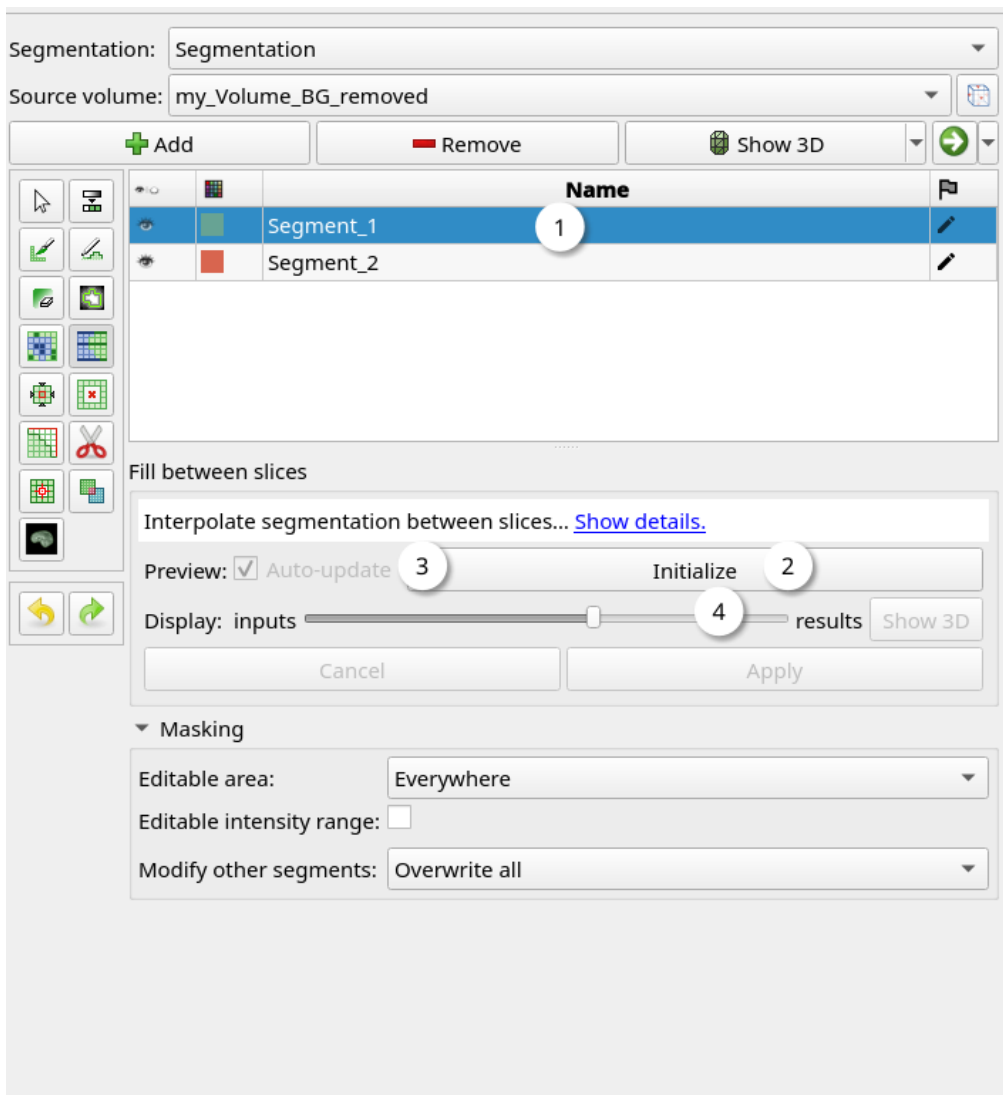 Segmentation: Segmentation
Source volume: my_Volume_BG_removed
Add Remove Show 3D
Name
Segment_1 1
Segment_2
Fill between slices
Interpolate segmentation between slices... Show details.
Preview: Auto-update 3 Initialize 2
Display: inputs 4 results Show 3D
Cancel Apply
Masking
Editable area: Everywhere
Editable intensity range:
Modify other segments: Overwrite all